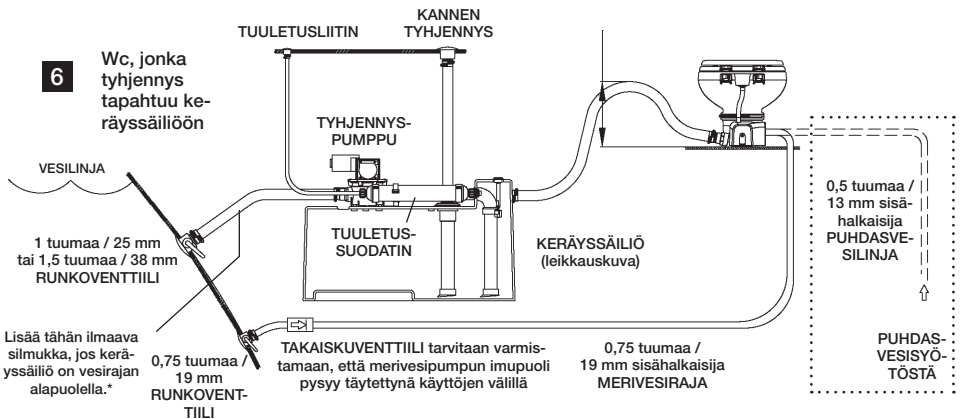 TUULETUSLIITIN
KANNEN
TYHJENNYS
6
Wc, jonka
tyhjennys
tapahtuu ke-
räyssäiliöön
TYHJENNYS-
PUMPPU
VESILINJA
0,5 tuumaa /
13 mm sisä-
halkaisija
PUHDASVE-
SILINJA
1 tuumaa / 25 mm
tai 1,5 tuumaa / 38 mm
RUNKOVENTTIILI
TUULETUS-
SUODATIN
KERÄYSSÄILIÖ
(leikkauskuva)
Lisää tähän ilmaava
silmukka, jos kerä-
yssäiliö on vesirajan
alapuolella.*
0,75 tuumaa /
19 mm
RUNKOVENT-
TIILI
TAKAISKUVENTTIILI tarvitaan varmis-
tamaan, että merivesipumpun imupuoli
pysyy täytettynä käyttöjen välillä
0,75 tuumaa /
19 mm sisähalkaisija
MERIVESIRAJA
PUHDAS-
VESISYÖ-
TÖSTÄ